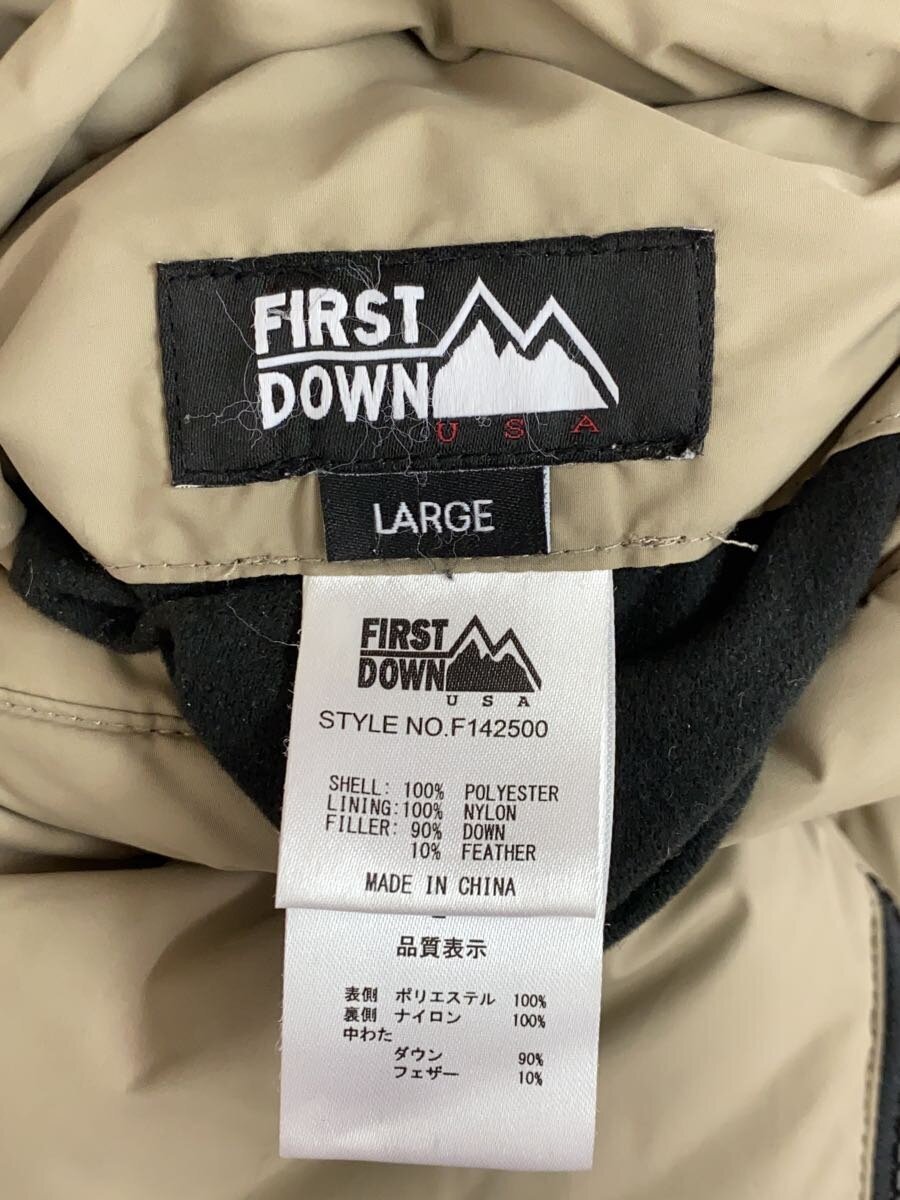 FIRST
DOWN
USA
LARGE
FIRST
DOWN
USA
STYLE NO.F142500
SHELL: 100% POLYESTER
LINING:100% NYLON
FILLER: 90% DOWN
10% FEATHER
MADE IN CHINA
品質表示
表側 ポリエステル 100%
裏側 ナイロン 100%
中わた
ダウン 90%
フェザー 10%